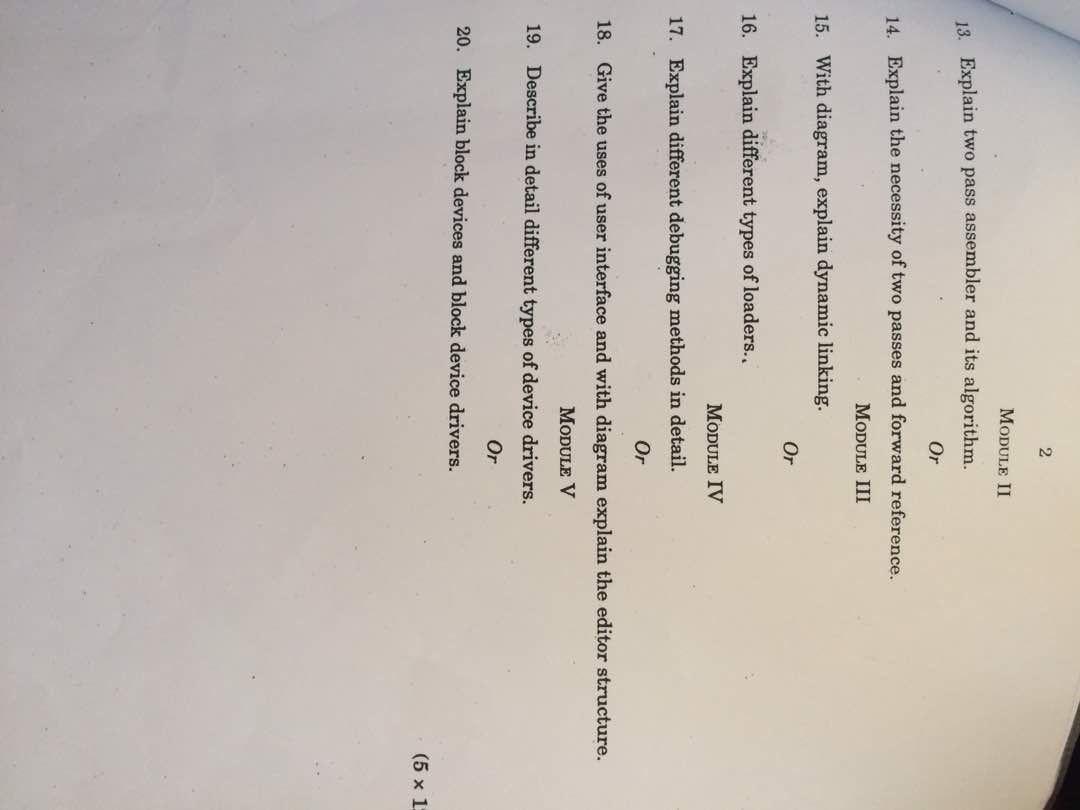 2
MODULE II
13. Explain two pass assembler and its algorithm.
Or
14. Explain the necessity of two passes and forward reference.
MODULE III
15. With diagram, explain dynamic linking.
Or
16. Explain different types of loaders.
MODULE IV
17. Explain different debugging methods in detail.
Or
18. Give the uses of user interface and with diagram explain the editor structure.
MODULE V
19. Describe in detail different types of device drivers.
Or
20. Explain block devices and block device drivers.
(5 ×